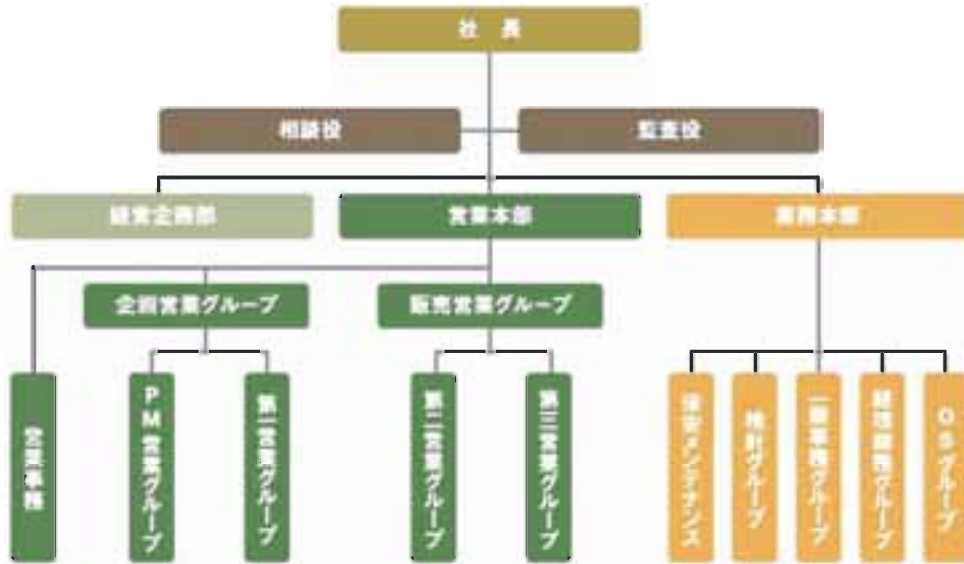 社 長
相談役
監査役
経営企画部
営業本部
業務本部
企画営業グループ
販売営業グループ
営業事務
PM営業グループ
第一営業グループ
第二営業グループ
第三営業グループ
保安メンテナンス
検針グループ
一般事務グループ
経理総務グループ
OSグループ